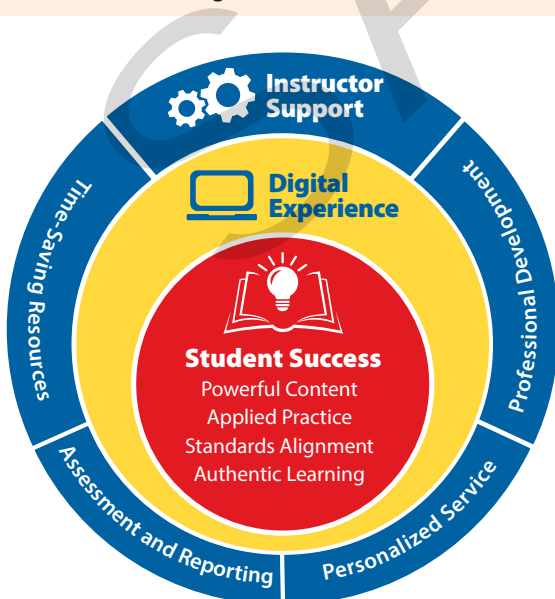 Instructor
Support
Time-Saving Resources
Professional Development
Digital
Experience
Student Success
Powerful Content
Applied Practice
Standards Alignment
Authentic Learning
Assessment and Reporting
Personalized Service